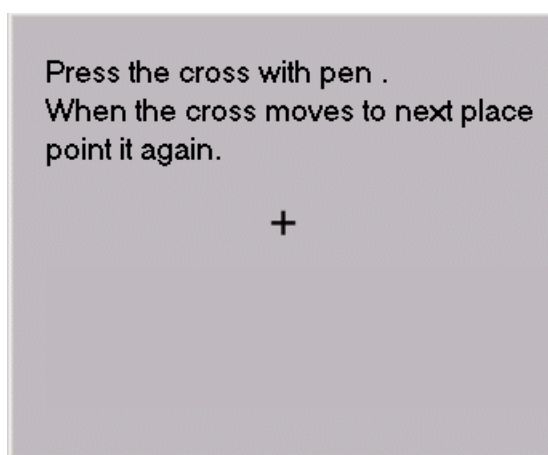 Press the cross with pen .
When the cross moves to next place
point it again.